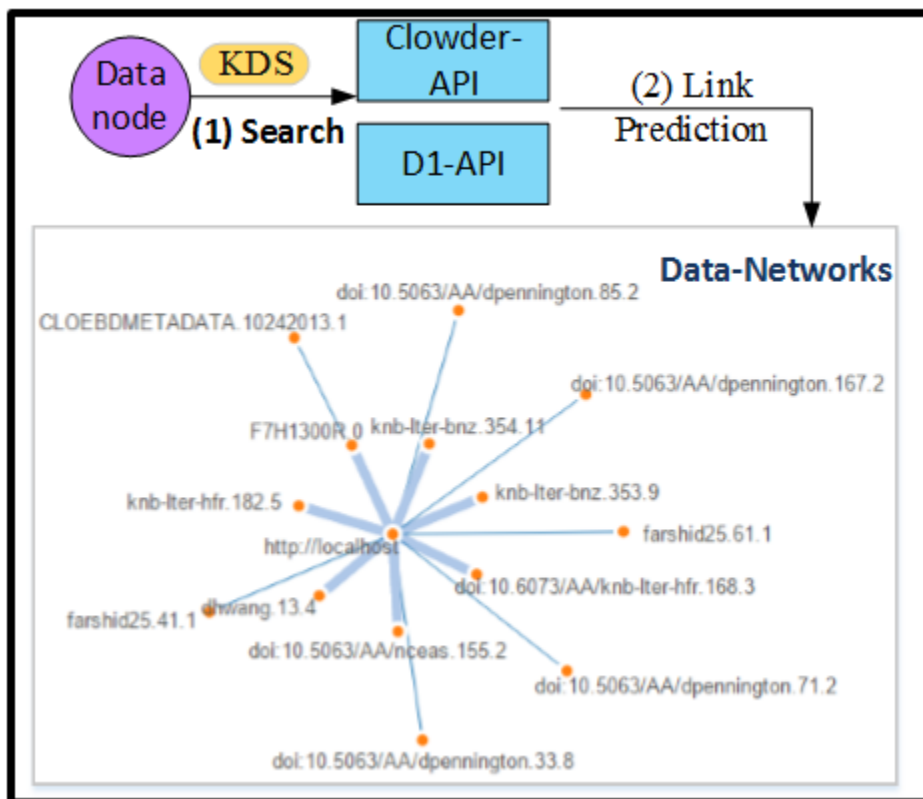 Data
node
KDS
(1) Search
Clowder-
API
D1-API
(2) Link
Prediction
Data-Networks
doi:10.5063/AA/dpennington.85.2
CLOEBDMETADATA.10242013.1
doi:10.5063/AA/dpennington.167.2
F7H1300R.0
knb-lter-bnz.354.11
knb-lter-hfr.182.5
knb-lter-bnz.353.9
http://localhost
farshid25.61.1
doi:10.6073/AA/knb-lter-hfr.168.3
dhwang.13.4
farshid25.41.1
doi:10.5063/AA/nceas.155.2
doi:10.5063/AA/dpennington.71.2
doi:10.5063/AA/dpennington.33.8